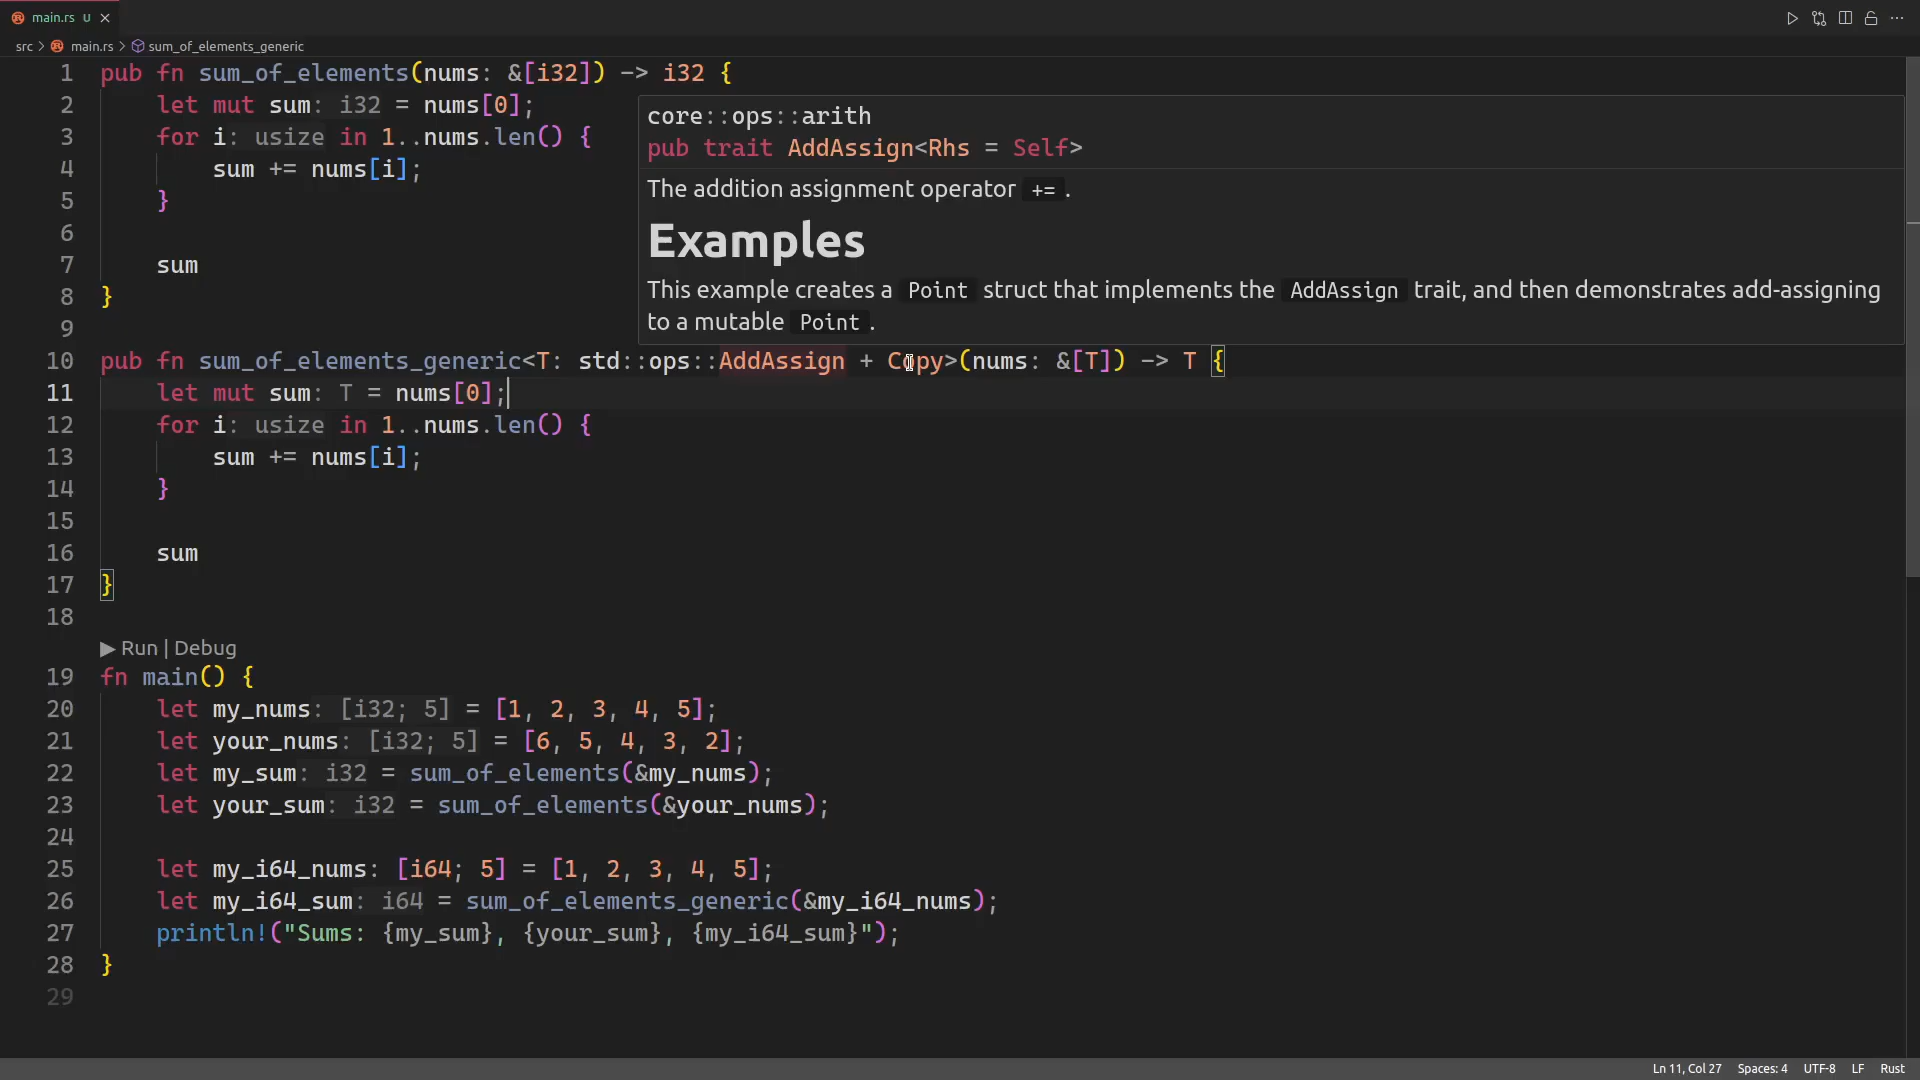 main.rs U
src > main.rs > sum_of_elements_generic
1 pub fn sum_of_elements(nums: &[i32]) -> i32 {
2 let mut sum: i32 = nums[0];
3 for i: usize in 1..nums.len() {
4 sum += nums[i];
5 }
6
7 sum
8 }
9
core::ops::arith
pub trait AddAssign<Rhs = Self>
The addition assignment operator +=.
Examples
This example creates a Point struct that implements the AddAssign trait, and then demonstrates add-assigning
to a mutable Point.
10 pub fn sum_of_elements_generic<T: std::ops::AddAssign + Copy>(nums: &[T]) -> T {
11 let mut sum: T = nums[0];
12 for i: usize in 1..nums.len() {
13 sum += nums[i];
14 }
15
16 sum
17 }
18
▶ Run | Debug
19 fn main() {
20 let my_nums: [i32; 5] = [1, 2, 3, 4, 5];
21 let your_nums: [i32; 5] = [6, 5, 4, 3, 2];
22 let my_sum: i32 = sum_of_elements(&my_nums);
23 let your_sum: i32 = sum_of_elements(&your_nums);
24
25 let my_i64_nums: [i64; 5] = [1, 2, 3, 4, 5];
26 let my_i64_sum: i64 = sum_of_elements_generic(&my_i64_nums);
27 println!("Sums: {my_sum}, {your_sum}, {my_i64_sum}");
28 }
29
Ln 11, Col 27 Spaces: 4 UTF-8 LF Rust